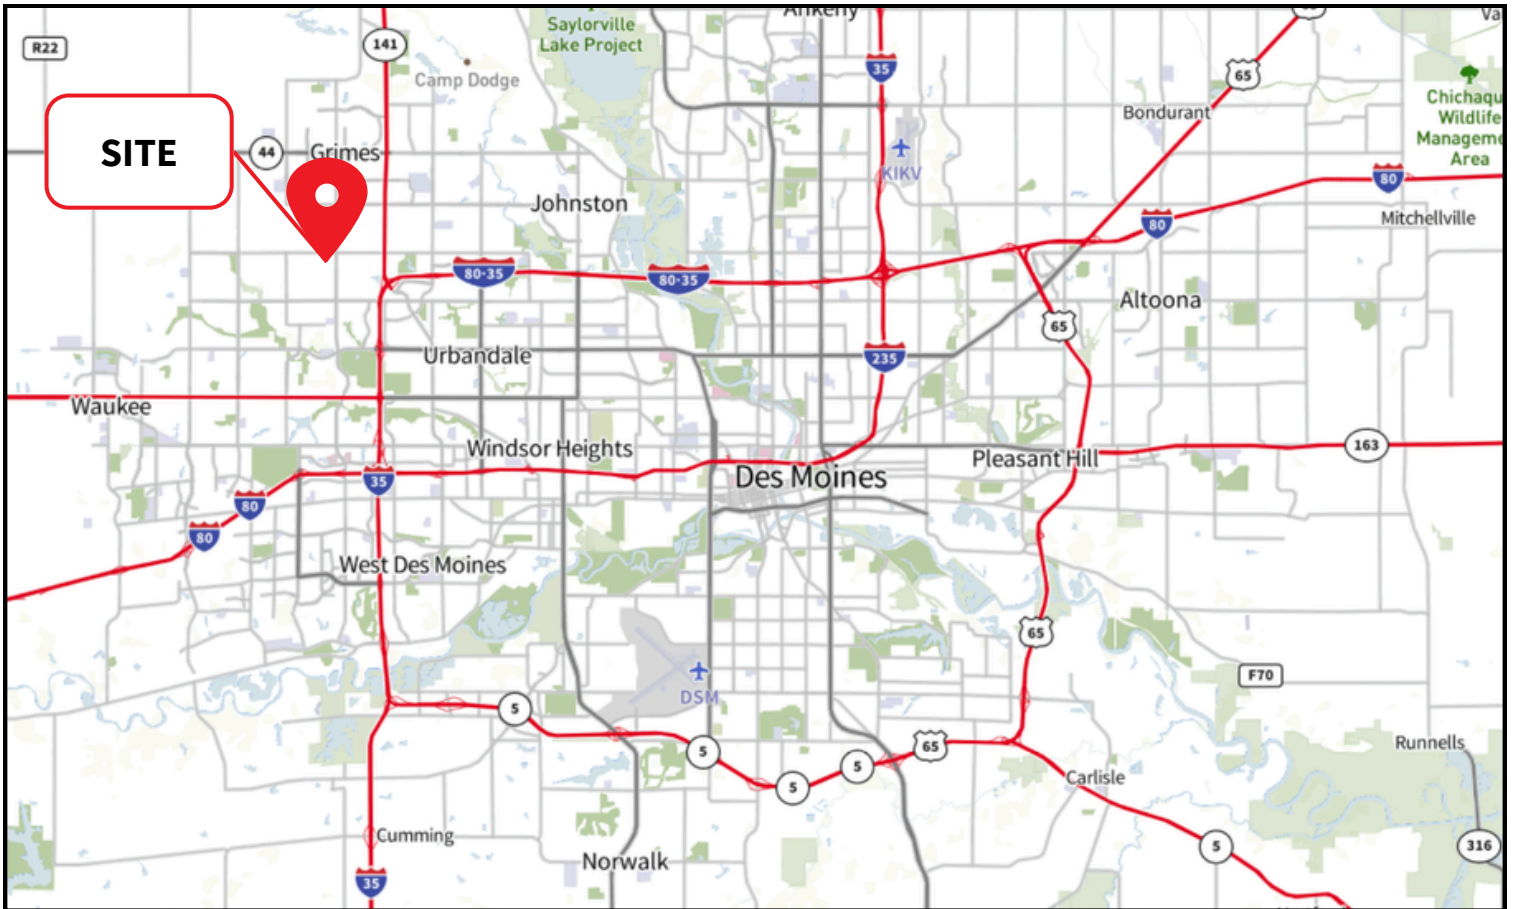 Ankeny
Saylorville
Lake Project
R22
141
Camp Dodge
35
65
Chichaqu
Wildlife
Manageme
Area
Bondurant
SITE
44
Grimes
KIKV
80
Johnston
80
Mitchellville
80-35
80-35
Altoona
65
Urbandale
235
Waukee
Windsor Heights
163
Pleasant Hill
Des Moines
35
80
80
West Des Moines
65
DSM
F70
5
5
5
65
5
Runnells
Carlisle
Cumming
5
316
Norwalk
35